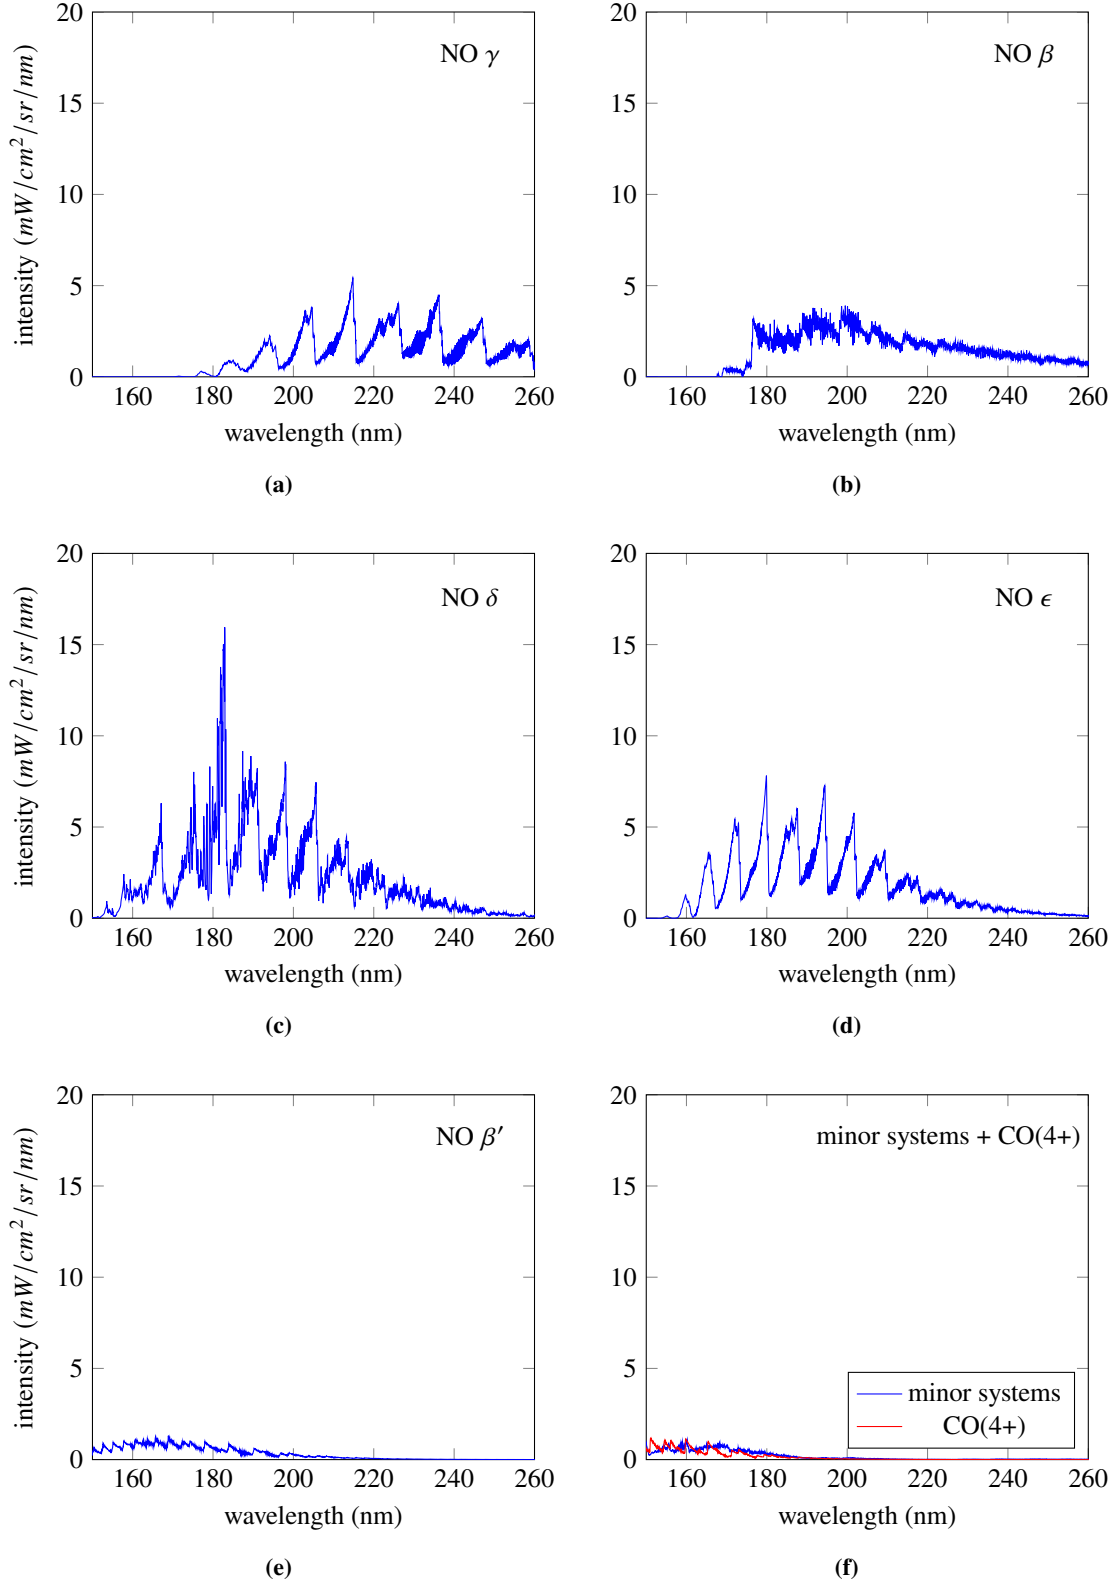 20
15
10
5
0
160 180 200 220 240 260
intensity (mW/cm²/sr/nm)
wavelength (nm)
NO γ
(a)
20
15
10
5
0
160 180 200 220 240 260
wavelength (nm)
NO β
(b)
20
15
10
5
0
160 180 200 220 240 260
intensity (mW/cm²/sr/nm)
wavelength (nm)
NO δ
(c)
20
15
10
5
0
160 180 200 220 240 260
wavelength (nm)
NO ϵ
(d)
20
15
10
5
0
160 180 200 220 240 260
intensity (mW/cm²/sr/nm)
wavelength (nm)
NO β′
(e)
20
15
10
5
0
160 180 200 220 240 260
wavelength (nm)
minor systems + CO(4+)
minor systems
CO(4+)
(f)